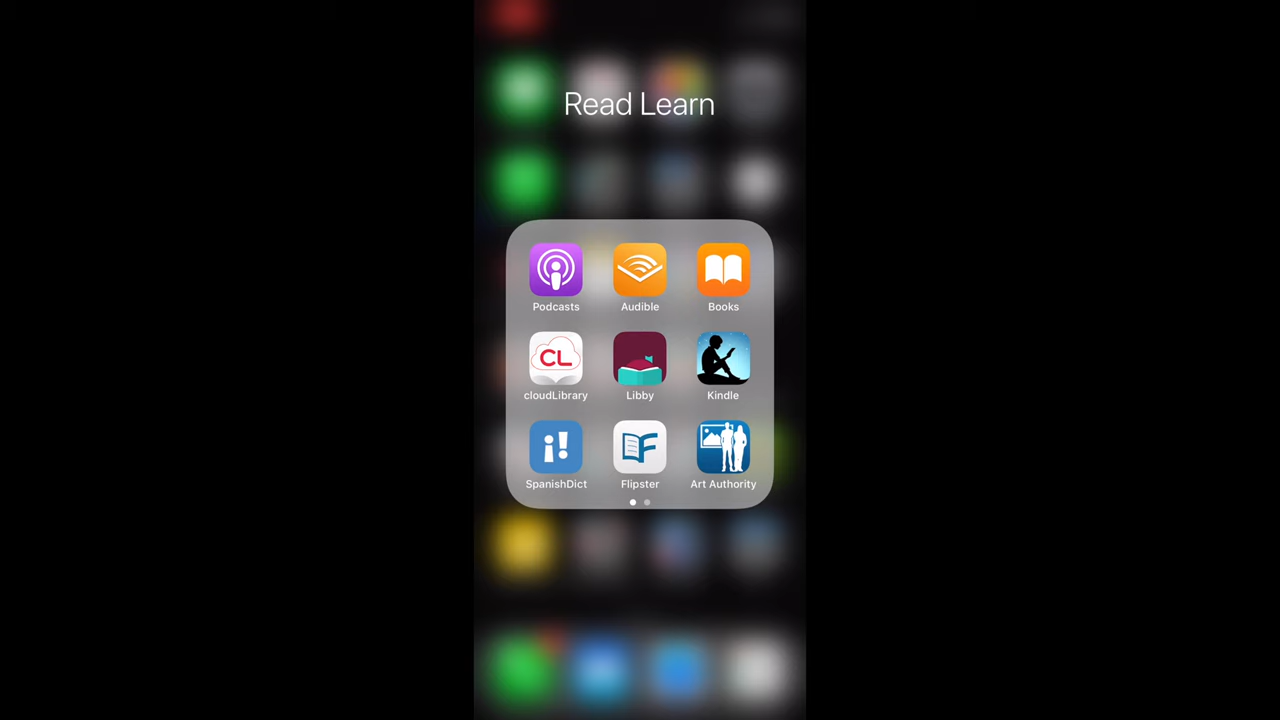 Read Learn
Podcasts
Audible
Books
CL
cloudLibrary
Libby
Kindle
¡!
SpanishDict
F
Flipster
Art Authority